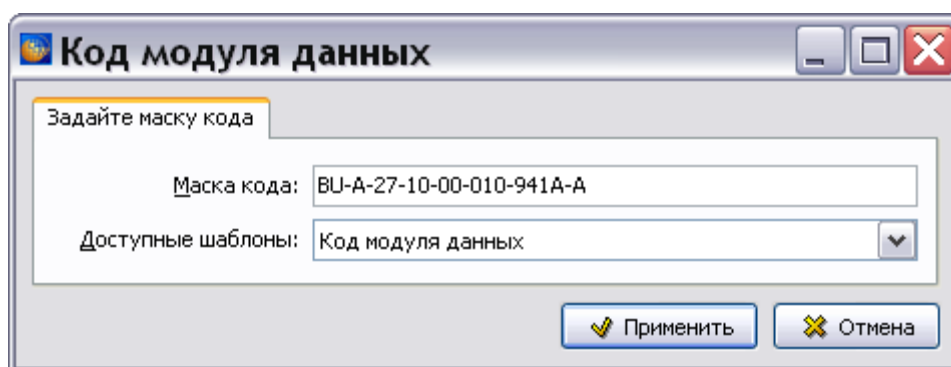 Код модуля данных
Задайте маску кода
Маска кода: BU-A-27-10-00-010-941A-A
Доступные шаблоны: Код модуля данных
Применить Отмена